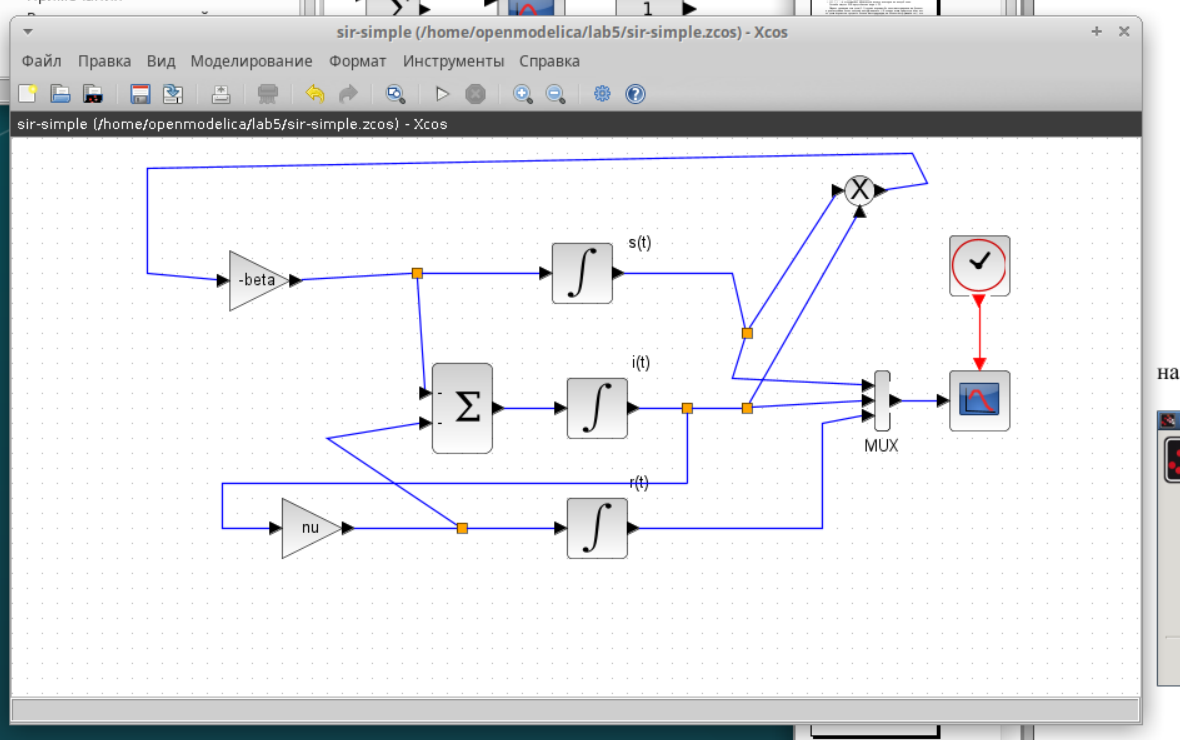 1
sir-simple (/home/openmodelica/lab5/sir-simple.zcos) - Xcos
Файл Правка Вид Моделирование Формат Инструменты Справка
sir-simple (/home/openmodelica/lab5/sir-simple.zcos) - Xcos
X
s(t)
-beta
i(t)
на
-
Σ
-
MUX
r(t)
nu